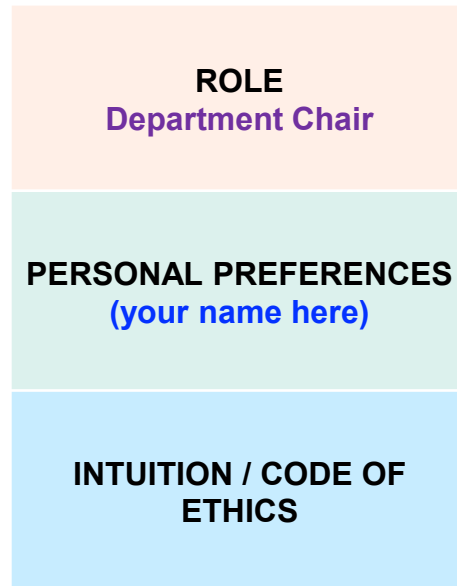 ROLE
Department Chair
PERSONAL PREFERENCES
(your name here)
INTUITION / CODE OF
ETHICS